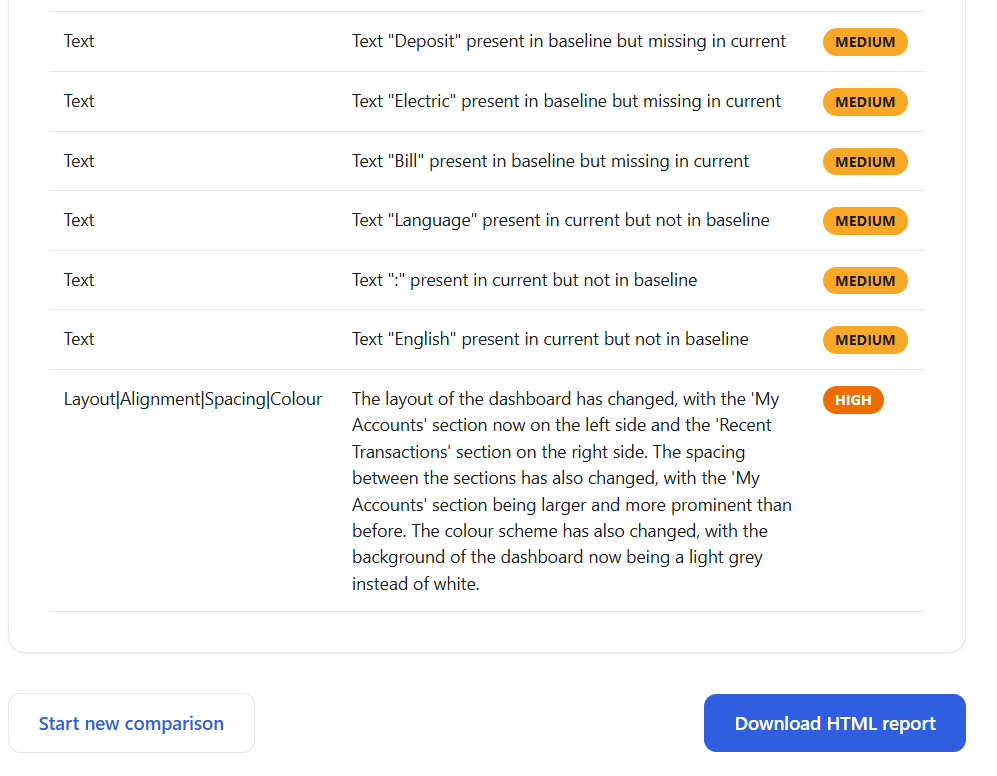 Text Text "Deposit" present in baseline but missing in current MEDIUM
Text Text "Electric" present in baseline but missing in current MEDIUM
Text Text "Bill" present in baseline but missing in current MEDIUM
Text Text "Language" present in current but not in baseline MEDIUM
Text Text ":" present in current but not in baseline MEDIUM
Text Text "English" present in current but not in baseline MEDIUM
Layout|Alignment|Spacing|Colour The layout of the dashboard has changed, with the 'My HIGH
Accounts' section now on the left side and the 'Recent
Transactions' section on the right side. The spacing
between the sections has also changed, with the 'My
Accounts' section being larger and more prominent than
before. The colour scheme has also changed, with the
background of the dashboard now being a light grey
instead of white.
Start new comparison Download HTML report